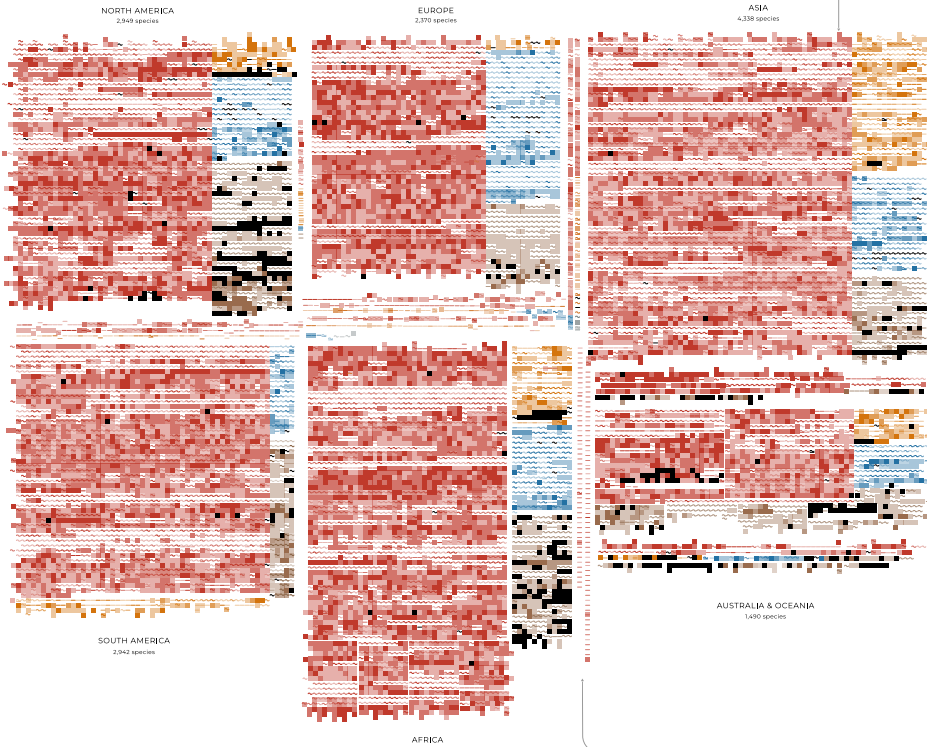 NORTH AMERICA
2,949 species
EUROPE
2,370 species
ASIA
4,338 species
SOUTH AMERICA
2,942 species
AUSTRALIA & OCEANIA
1,490 species
AFRICA